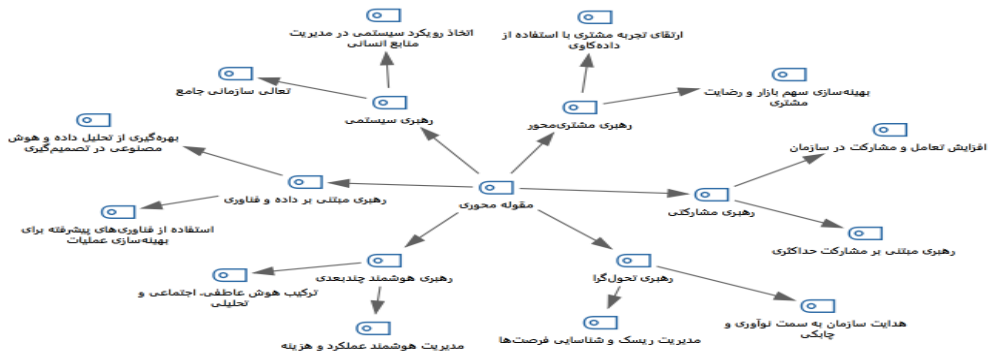 اتخاذ رویکرد سیستمی در مدیریت
منابع انسانی
ارتقای تجربه مشتری با استفاده از
داده‌کاوی
تعالی سازمانی جامع
رهبری سیستمی
بهینه‌سازی سهم بازار و رضایت
مشتری
رهبری مشتری‌محور
بهره‌گیری از تحلیل داده و هوش
مصنوعی در تصمیم‌گیری
افزایش تعامل و مشارکت در سازمان
رهبری مبتنی بر داده و فناوری
مقوله محوری
رهبری مشارکتی
استفاده از فناوری‌های پیشرفته برای
بهینه‌سازی عملیات
رهبری مبتنی بر مشارکت حداکثری
رهبری هوشمند چندبعدی
رهبری تحول‌گرا
ترکیب هوش عاطفی، اجتماعی و
تحلیلی
مدیریت هوشمند عملکرد و هزینه
مدیریت ریسک و شناسایی فرصت‌ها
هدایت سازمان به سمت نوآوری و
چابکی